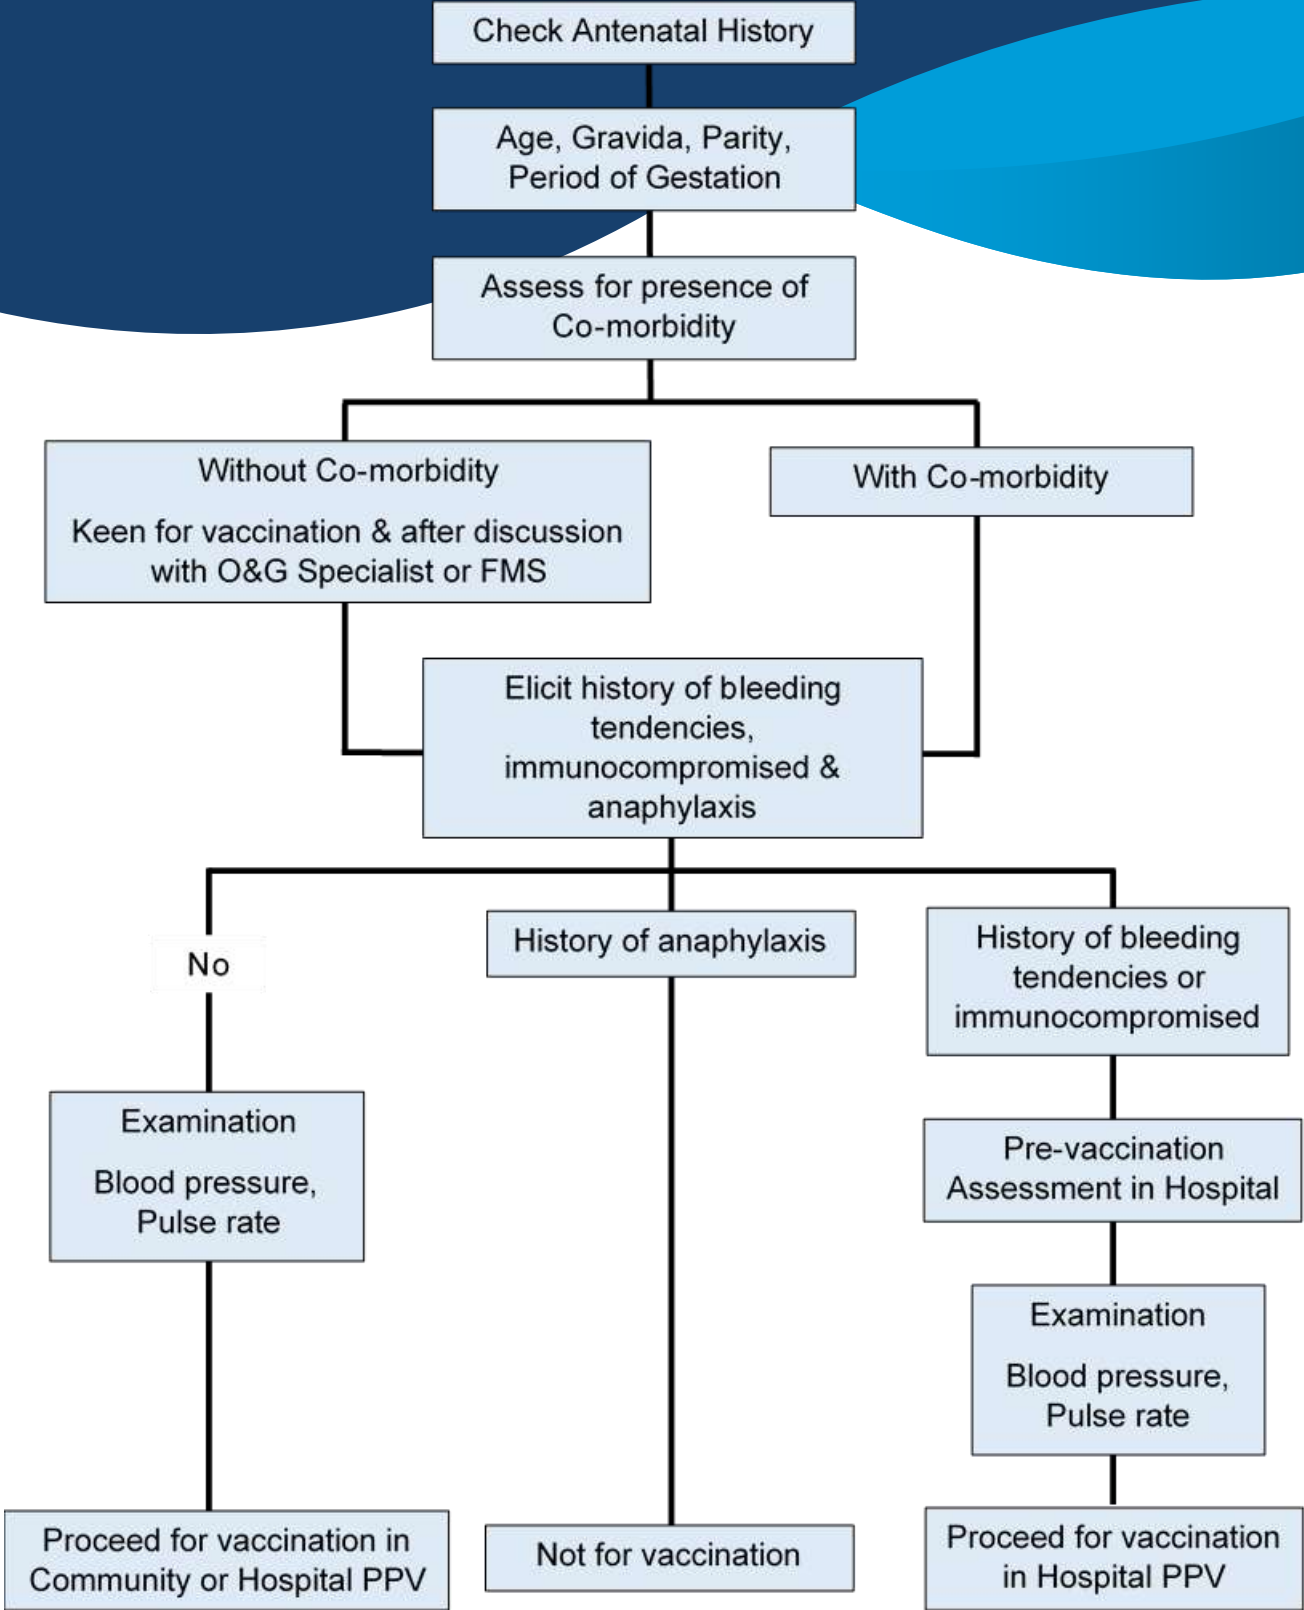 Check Antenatal History
Age, Gravida, Parity,
Period of Gestation
Assess for presence of
Co-morbidity
Without Co-morbidity
Keen for vaccination & after discussion
with O&G Specialist or FMS
With Co-morbidity
Elicit history of bleeding
tendencies,
immunocompromised &
anaphylaxis
No
Examination
Blood pressure,
Pulse rate
Proceed for vaccination in
Community or Hospital PPV
History of anaphylaxis
Not for vaccination
History of bleeding
tendencies or
immunocompromised
Pre-vaccination
Assessment in Hospital
Examination
Blood pressure,
Pulse rate
Proceed for vaccination
in Hospital PPV